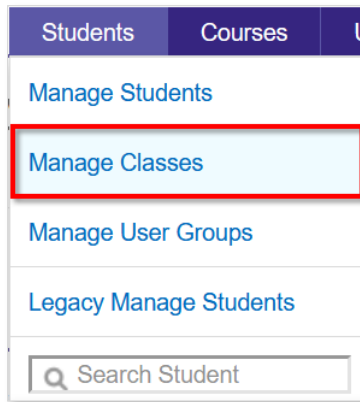 Students Courses U
Manage Students
Manage Classes
Manage User Groups
Legacy Manage Students
Search Student